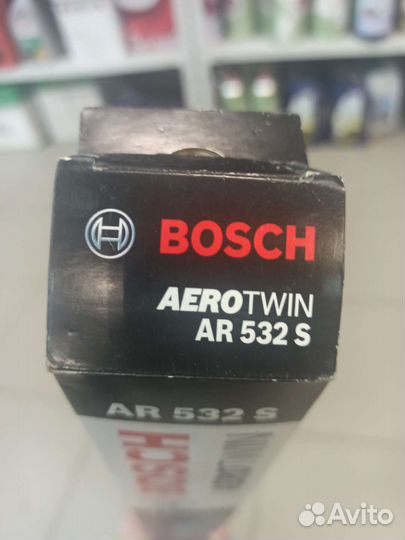 BOSCH
AEROTWIN
AR 532 S
AR 532 S
BOSCH
Avito